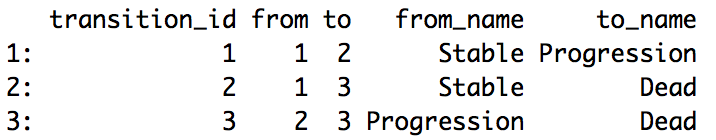 transition_id from to from_name to_name
1: 1 1 2 Stable Progression
2: 2 1 3 Stable Dead
3: 3 2 3 Progression Dead